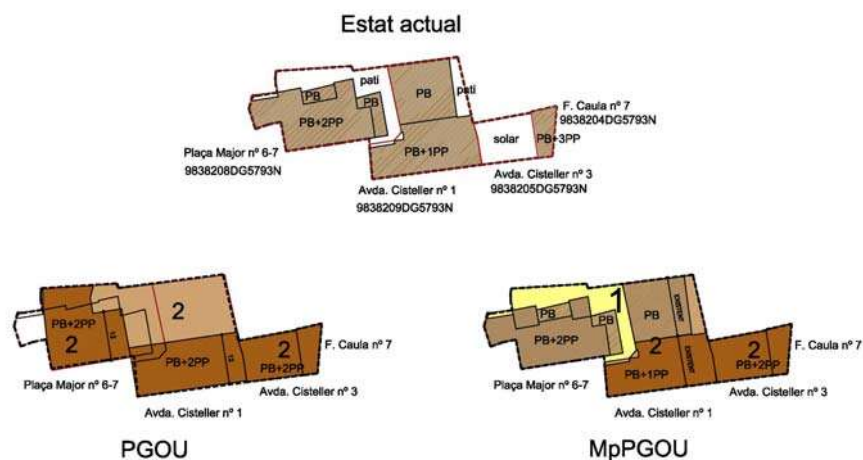 Estat actual
pati
PB
PB
PB
pati
PB+2PP
F. Caula nº 7
9838204DG5793N
solar
PB+3PP
PB+1PP
Plaça Major nº 6-7
9838208DG5793N
Avda. Cisteller nº 1
9838209DG5793N
Avda. Cisteller nº 3
9838205DG5793N
PB+2PP
2
2
PB+2PP
2
PB+2PP
F. Caula nº 7
Plaça Major nº 6-7
Avda. Cisteller nº 3
Avda. Cisteller nº 1
PGOU
1
PB
PB
PB
PB+2PP
2
PB+1PP
2
PB+2PP
F. Caula nº 7
Plaça Major nº 6-7
Avda. Cisteller nº 3
Avda. Cisteller nº 1
MpPGOU